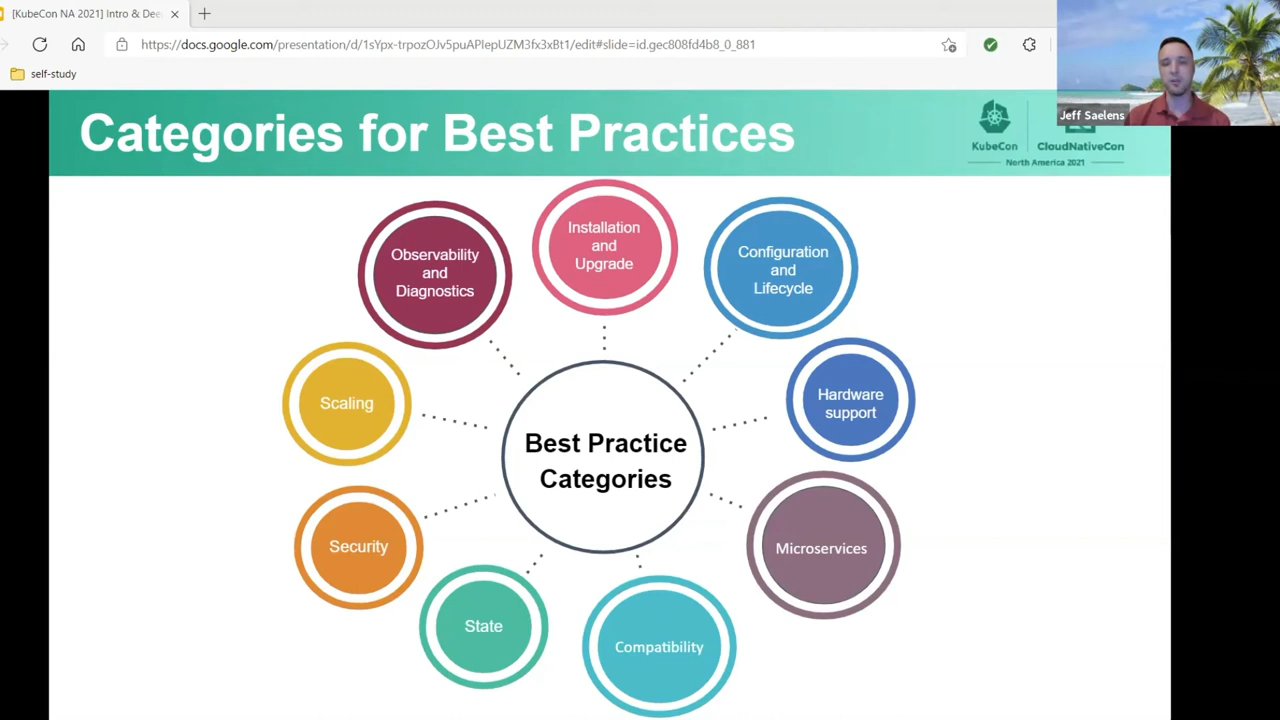 [KubeCon NA 2021] Intro & Dee
https://docs.google.com/presentation/d/1sYpx-trpozOJv5puAPIepUZM3fx3xBt1/edit#slide=id.gec808fd4b8_0_881
self-study
Jeff Saelens
Categories for Best Practices
KubeCon
CloudNativeCon
North America 2021
Installation
and
Upgrade
Observability
and
Diagnostics
Configuration
and
Lifecycle
Scaling
Hardware
support
Best Practice
Categories
Security
Microservices
State
Compatibility